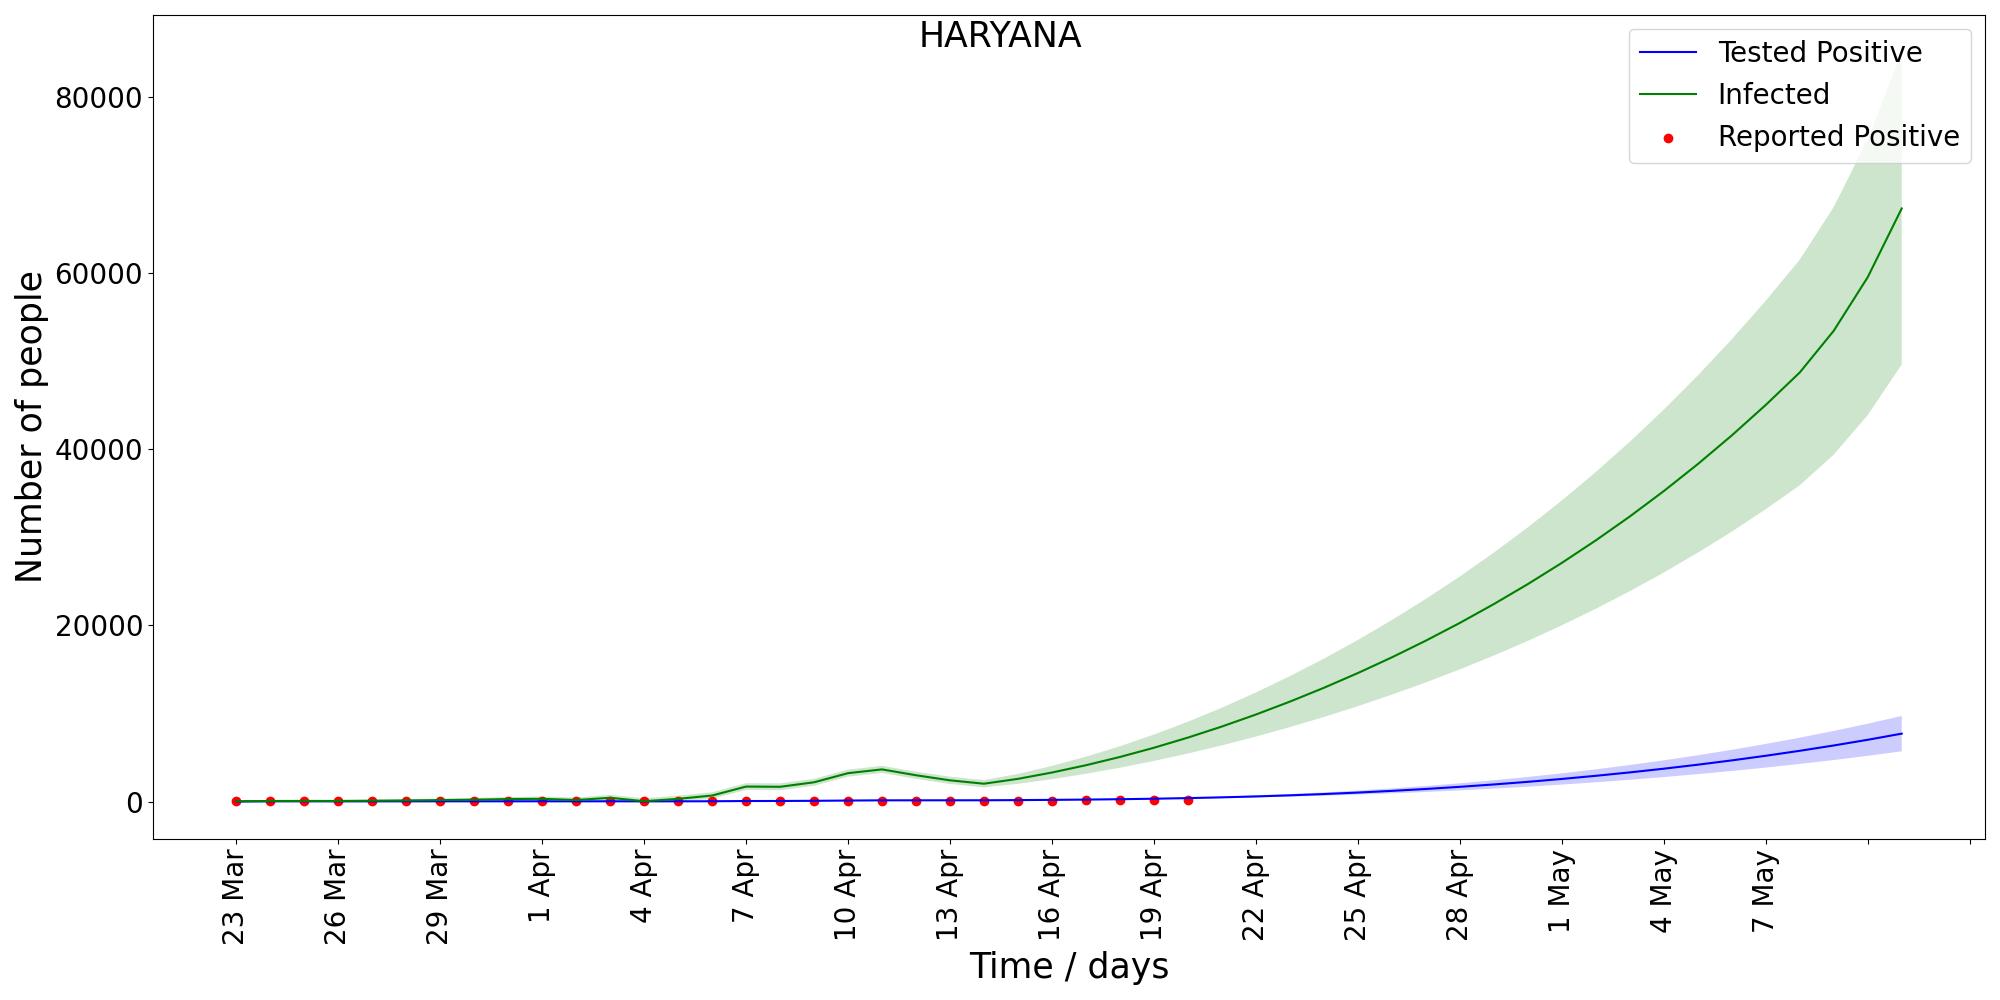 HARYANA
Tested Positive
Infected
Reported Positive
Number of people
80000
60000
40000
20000
0
23 Mar
26 Mar
29 Mar
1 Apr
4 Apr
7 Apr
10 Apr
13 Apr
16 Apr
19 Apr
22 Apr
25 Apr
28 Apr
1 May
4 May
7 May
Time / days